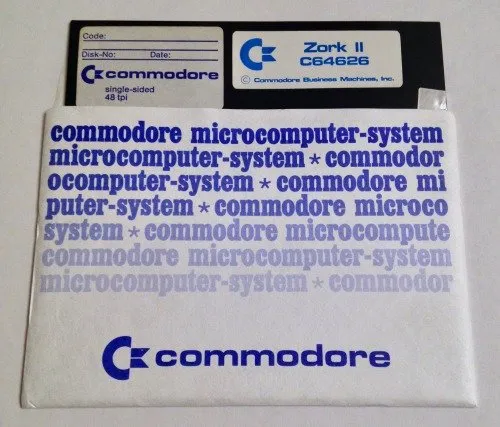 Code:
Disk-No: Date:
commodore
single-sided
48 tpi
Zork II
C64626
© Commodore Business Machines, Inc.
commodore microcomputer-system
microcomputer-system * commodor
ocomputer-system * commodore mi
puter-system * commodore microco
system * commodore microcompute
commodore microcomputer-system
microcomputer-system * commodor
commodore